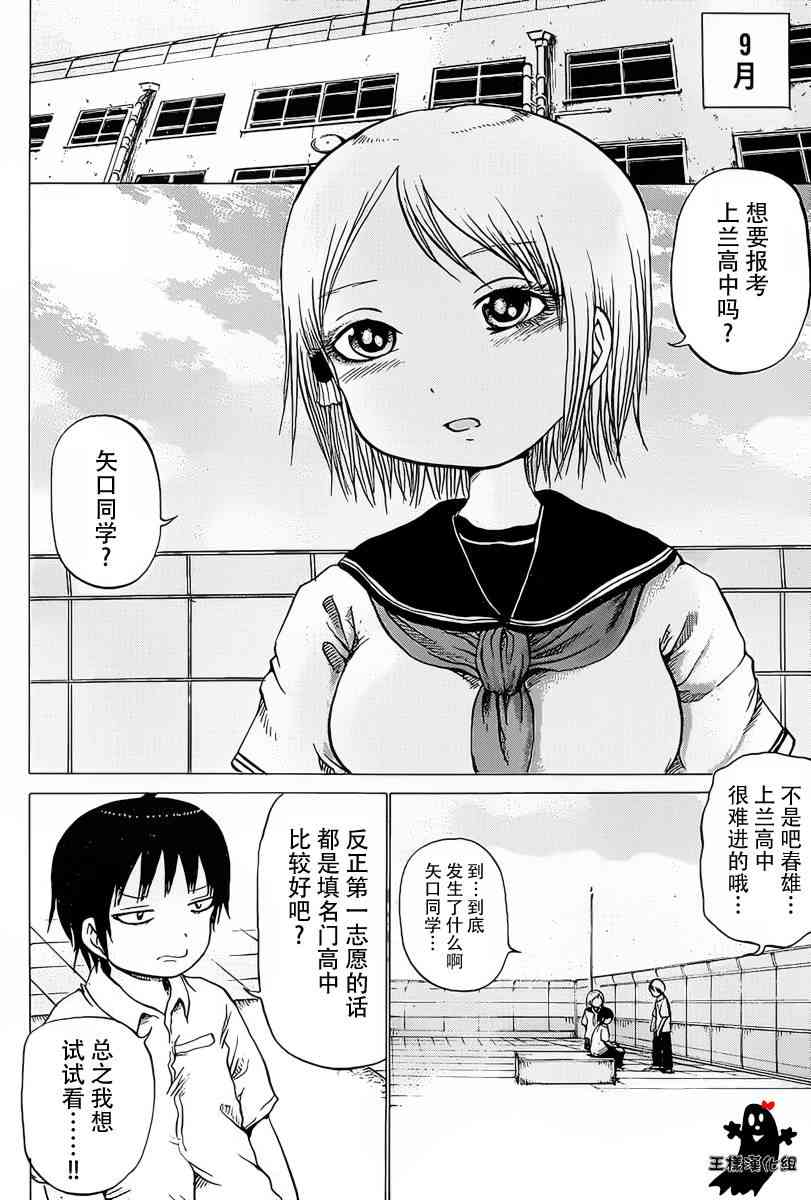 9
月
想要报考
上兰高中吗?
矢口同学?
不是吧春雄…
上兰高中
很难进的哦…
到…到底
发生了什么啊
矢口同学…
反正第一志愿的话
都是填名门高中
比较好吧?
总之我想
试试看……!!
王様漢化組